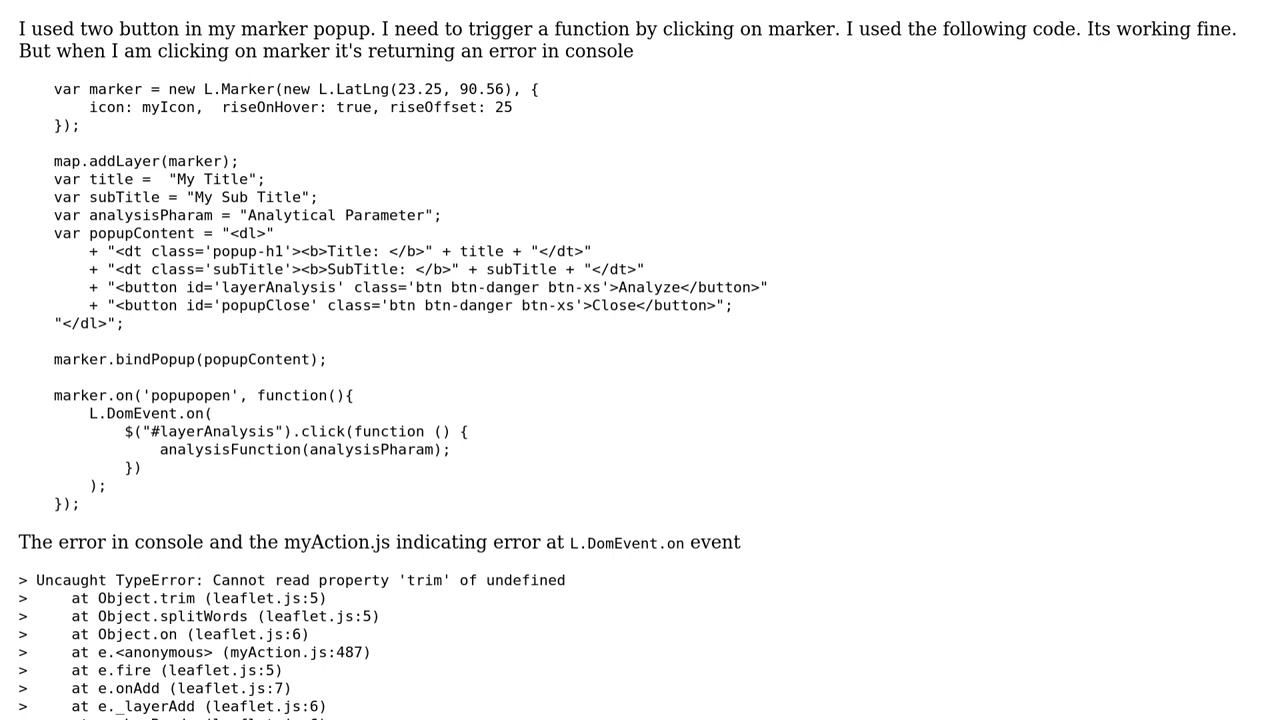 I used two button in my marker popup. I need to trigger a function by clicking on marker. I used the following code. Its working fine.
But when I am clicking on marker it's returning an error in console
var marker = new L.Marker(new L.LatLng(23.25, 90.56), {
    icon: myIcon,  riseOnHover: true, riseOffset: 25
});
map.addLayer(marker);
var title =  "My Title";
var subTitle = "My Sub Title";
var analysisPharam = "Analytical Parameter";
var popupContent = "<dl>"
    + "<dt class='popup-h1'><b>Title: </b>" + title + "</dt>"
    + "<dt class='subTitle'><b>SubTitle: </b>" + subTitle + "</dt>"
    + "<button id='layerAnalysis' class='btn btn-danger btn-xs'>Analyze</button>"
    + "<button id='popupClose' class='btn btn-danger btn-xs'>Close</button>";
"</dl>";
marker.bindPopup(popupContent);
marker.on('popupopen', function(){
    L.DomEvent.on(
        $("#layerAnalysis").click(function () {
            analysisFunction(analysisPharam);
        })
    );
});
The error in console and the myAction.js indicating error at L.DomEvent.on event
> Uncaught TypeError: Cannot read property 'trim' of undefined
>     at Object.trim (leaflet.js:5)
>     at Object.splitWords (leaflet.js:5)
>     at Object.on (leaflet.js:6)
>     at e.<anonymous> (myAction.js:487)
>     at e.fire (leaflet.js:5)
>     at e.onAdd (leaflet.js:7)
>     at e._layerAdd (leaflet.js:6)